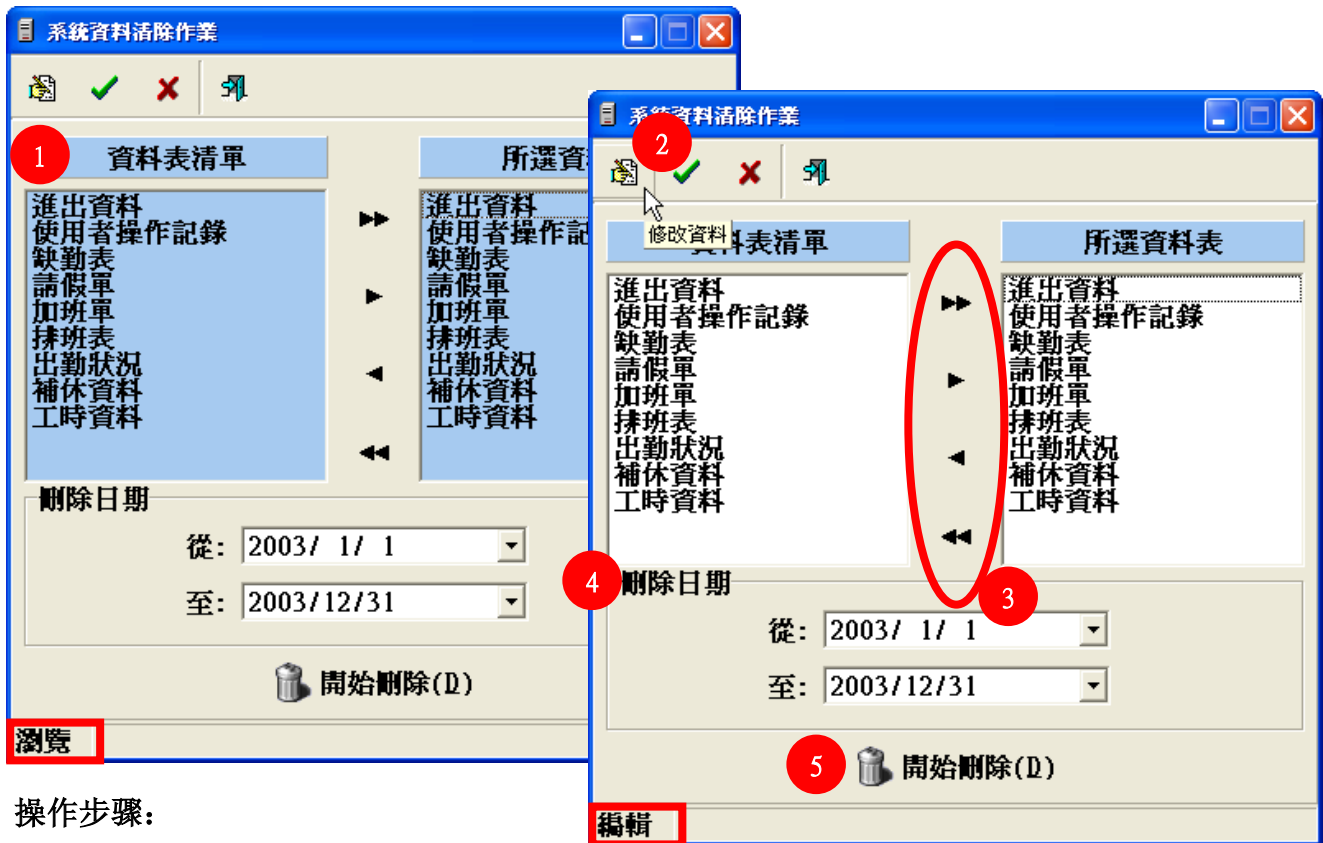 系統資料清除作業
1
資料表清單
所選資
進出資料
使用者操作記錄
缺勤表
請假單
加班單
排班表
出勤狀況
補休資料
工時資料
進出資料
使用者操作記
缺勤表
請假單
加班單
排班表
出勤狀況
補休資料
工時資料
刪除日期
從: 2003/ 1/ 1
至: 2003/12/31
開始刪除(D)
瀏覽
系統資料清除作業
2
修改資料
料表清單
所選資料表
進出資料
使用者操作記錄
缺勤表
請假單
加班單
排班表
出勤狀況
補休資料
工時資料
進出資料
使用者操作記錄
缺勤表
請假單
加班單
排班表
出勤狀況
補休資料
工時資料
3
4
刪除日期
從: 2003/ 1/ 1
至: 2003/12/31
5
開始刪除(D)
編輯
操作步骤：